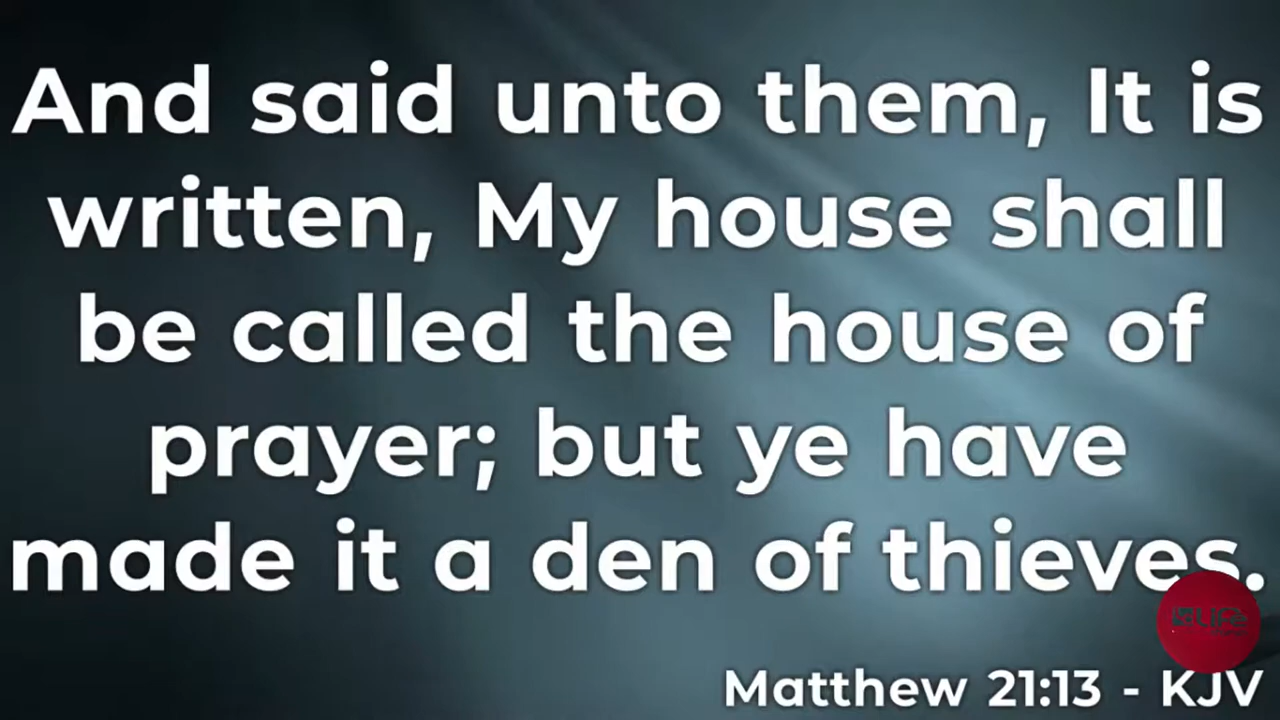 And said unto them, It is
written, My house shall
be called the house of
prayer; but ye have
made it a den of thieves.
LIFe
Matthew 21:13 - KJV